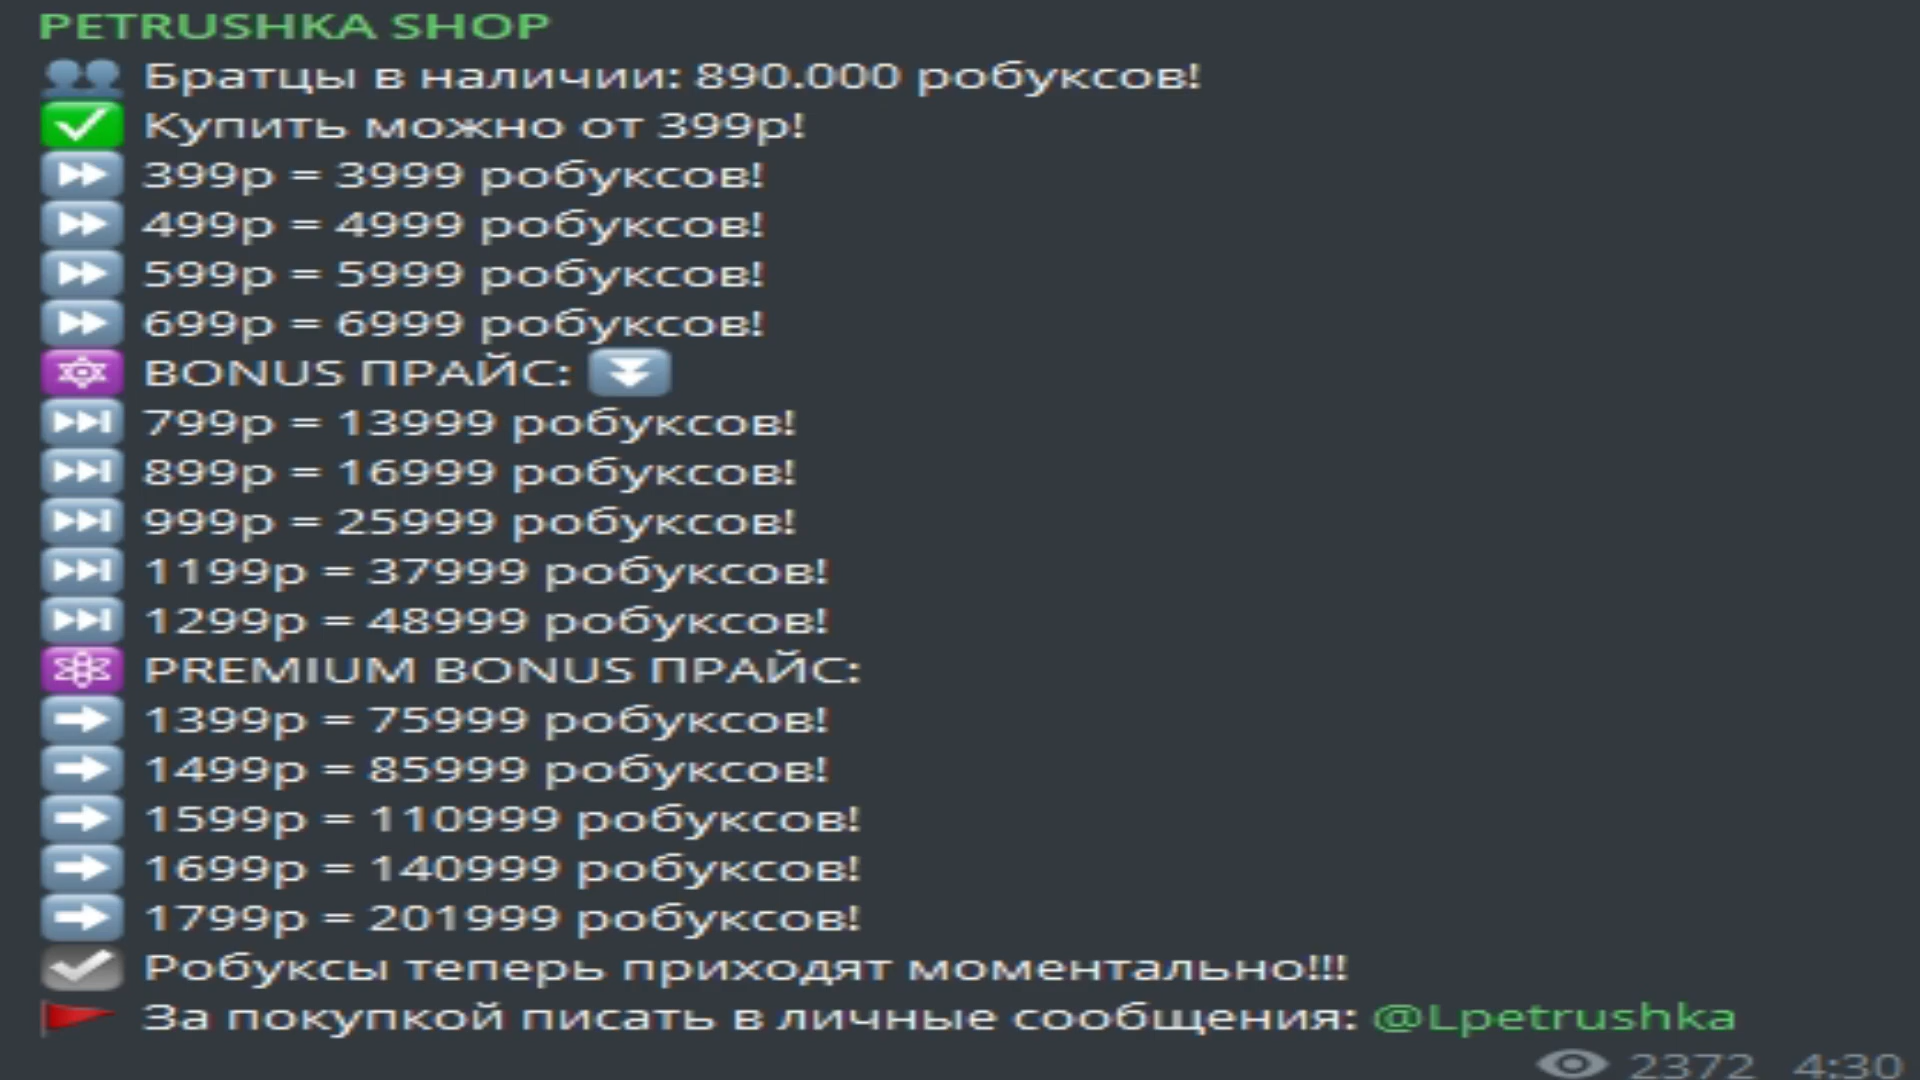 PETRUSHKA SHOP
👥 Братцы в наличии: 890.000 робуксов!
✅ Купить можно от 399р!
⏩ 399р = 3999 робуксов!
⏩ 499р = 4999 робуксов!
⏩ 599р = 5999 робуксов!
⏩ 699р = 6999 робуксов!
🔯 BONUS ПРАЙС: ⏬
⏭ 799р = 13999 робуксов!
⏭ 899р = 16999 робуксов!
⏭ 999р = 25999 робуксов!
⏭ 1199р = 37999 робуксов!
⏭ 1299р = 48999 робуксов!
⚛ PREMIUM BONUS ПРАЙС:
➡ 1399р = 75999 робуксов!
➡ 1499р = 85999 робуксов!
➡ 1599р = 110999 робуксов!
➡ 1699р = 140999 робуксов!
➡ 1799р = 201999 робуксов!
✔ Робуксы теперь приходят моментально!!!
🚩 За покупкой писать в личные сообщения: @Lpetrushka
2372 4:30